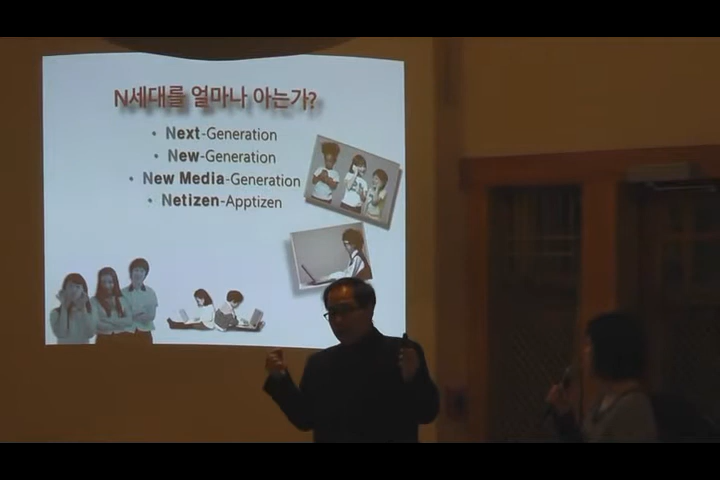 N세대를 얼마나 아는가?
• Next-Generation
• New-Generation
• New Media-Generation
• Netizen-Apptizen